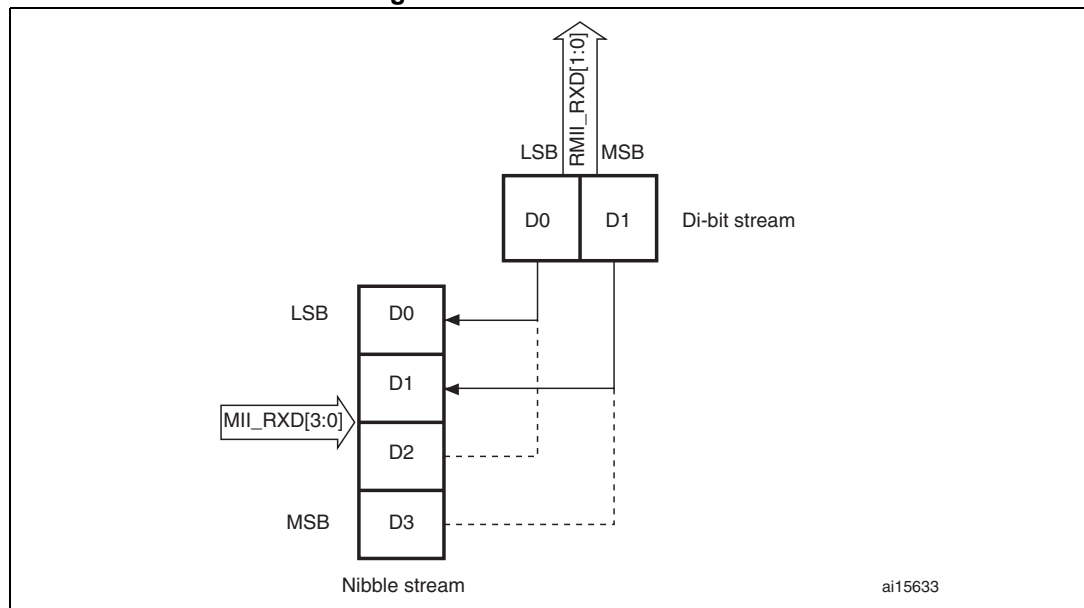 RMII_RXD[1:0]
LSB MSB
D0 D1 Di-bit stream
LSB D0
D1
MII_RXD[3:0]
D2
MSB D3
Nibble stream
ai15633